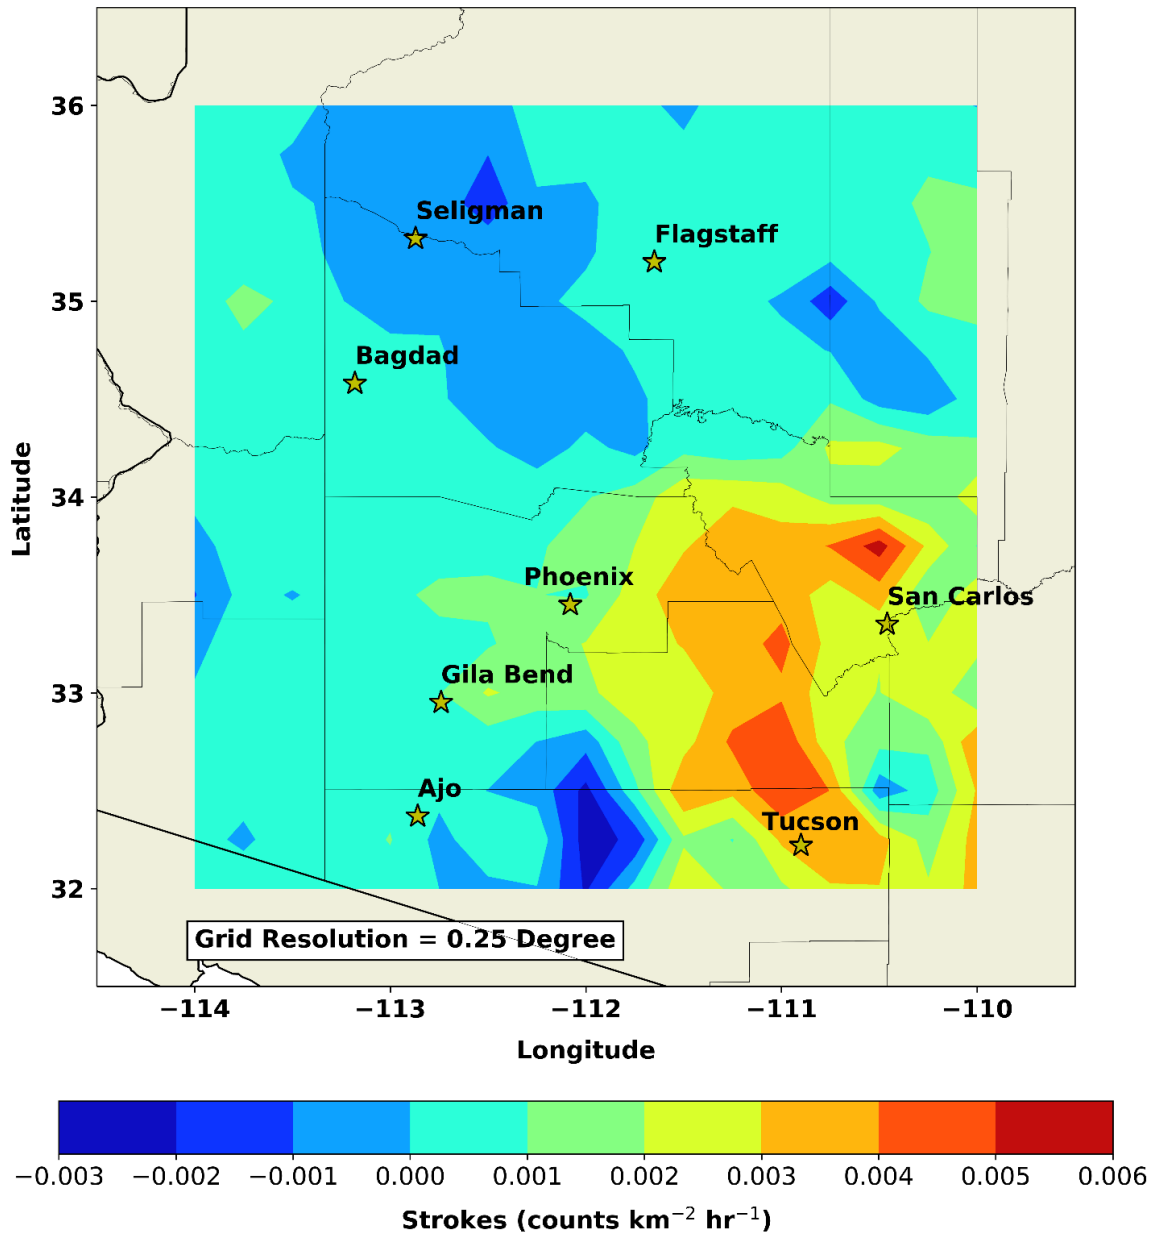 36
Seligman
Flagstaff
35
Bagdad
Latitude
34
Phoenix
San Carlos
Gila Bend
33
Ajo
Tucson
32
Grid Resolution = 0.25 Degree
−114 −113 −112 −111 −110
Longitude
−0.003 −0.002 −0.001 0.000 0.001 0.002 0.003 0.004 0.005 0.006
Strokes (counts km⁻² hr⁻¹)